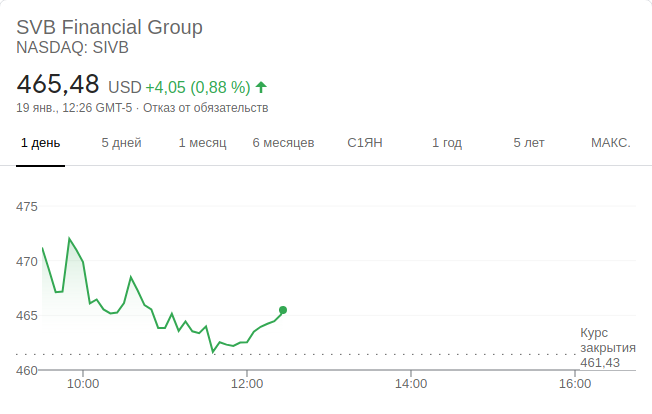 SVB Financial Group
NASDAQ: SIVB
465,48 USD +4,05 (0,88 %)
19 янв., 12:26 GMT-5 · Отказ от обязательств
1 день 5 дней 1 месяц 6 месяцев С1ЯН 1 год 5 лет МАКС.
475
470
465
460
Курс
закрытия
461,43
10:00 12:00 14:00 16:00